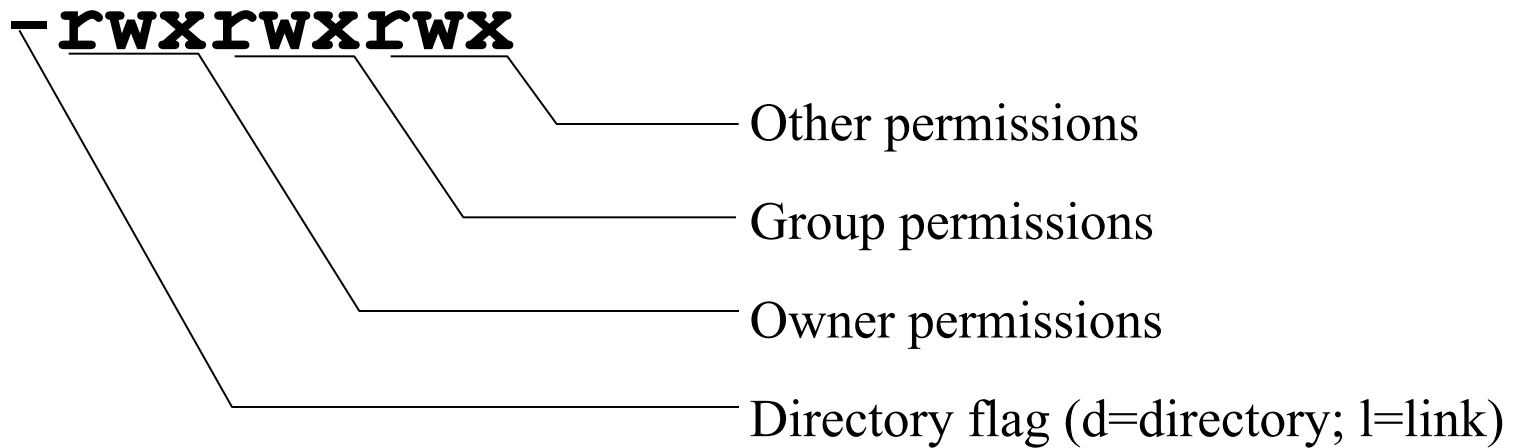 -rwxrwxrwx
Other permissions
Group permissions
Owner permissions
Directory flag (d=directory; l=link)